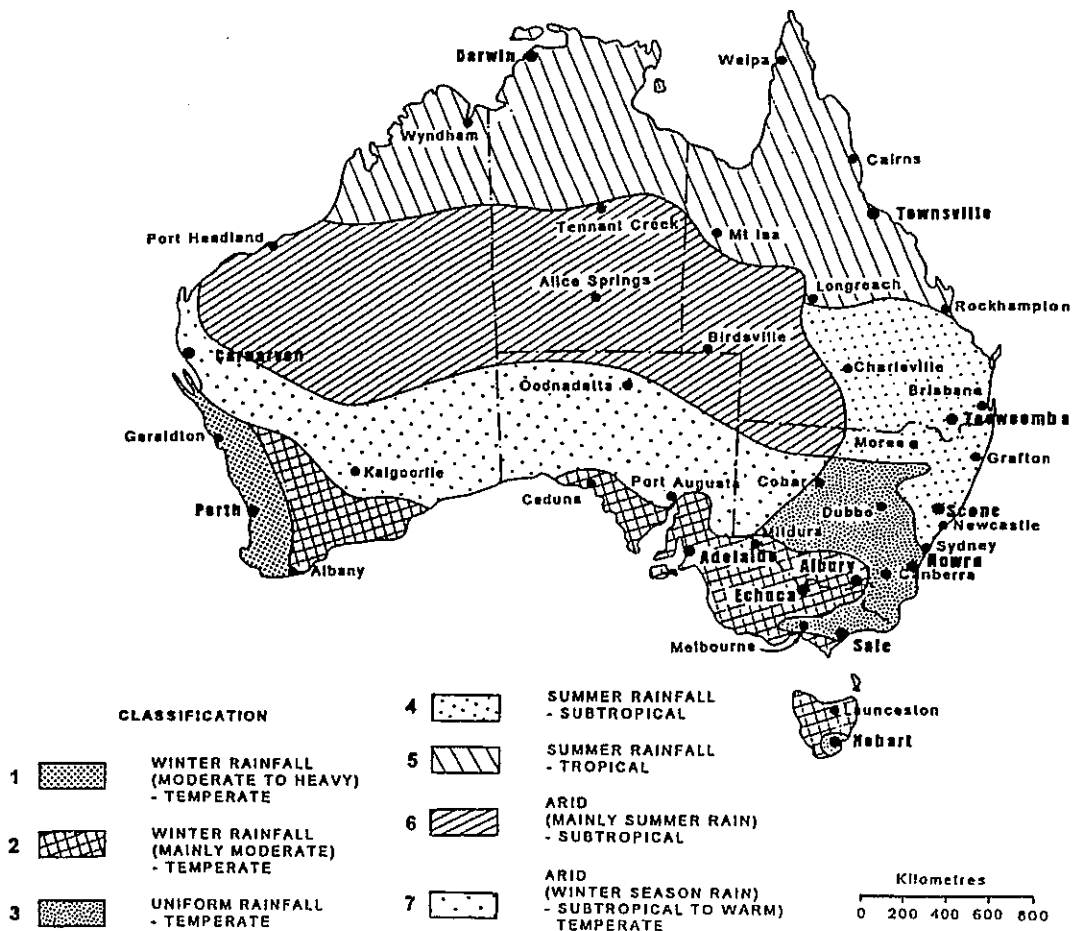 Darwin
Weipa
Wyndham
Cairns
Townsville
Tennant Creek
Mt Isa
Port Headland
Alice Springs
Longreach
Rockhampton
Birdsville
Carnarvon
Charleville
Oodnadatta
Brisbane
Toowoomba
Moree
Geraldton
Grafton
Kalgoorlie
Port Augusta
Cobar
Ceduna
Dubbo
Scone
Perth
Newcastle
Mildura
Sydney
Adelaide
Albury
Nowra
Albany
Canberra
Echuca
Melbourne
Sale
Launceston
Hobart
CLASSIFICATION
1 WINTER RAINFALL
(MODERATE TO HEAVY)
- TEMPERATE
2 WINTER RAINFALL
(MAINLY MODERATE)
- TEMPERATE
3 UNIFORM RAINFALL
- TEMPERATE
4 SUMMER RAINFALL
- SUBTROPICAL
5 SUMMER RAINFALL
- TROPICAL
6 ARID
(MAINLY SUMMER RAIN)
- SUBTROPICAL
7 ARID
(WINTER SEASON RAIN)
- SUBTROPICAL TO WARM)
TEMPERATE
Kilometres
0 200 400 600 800